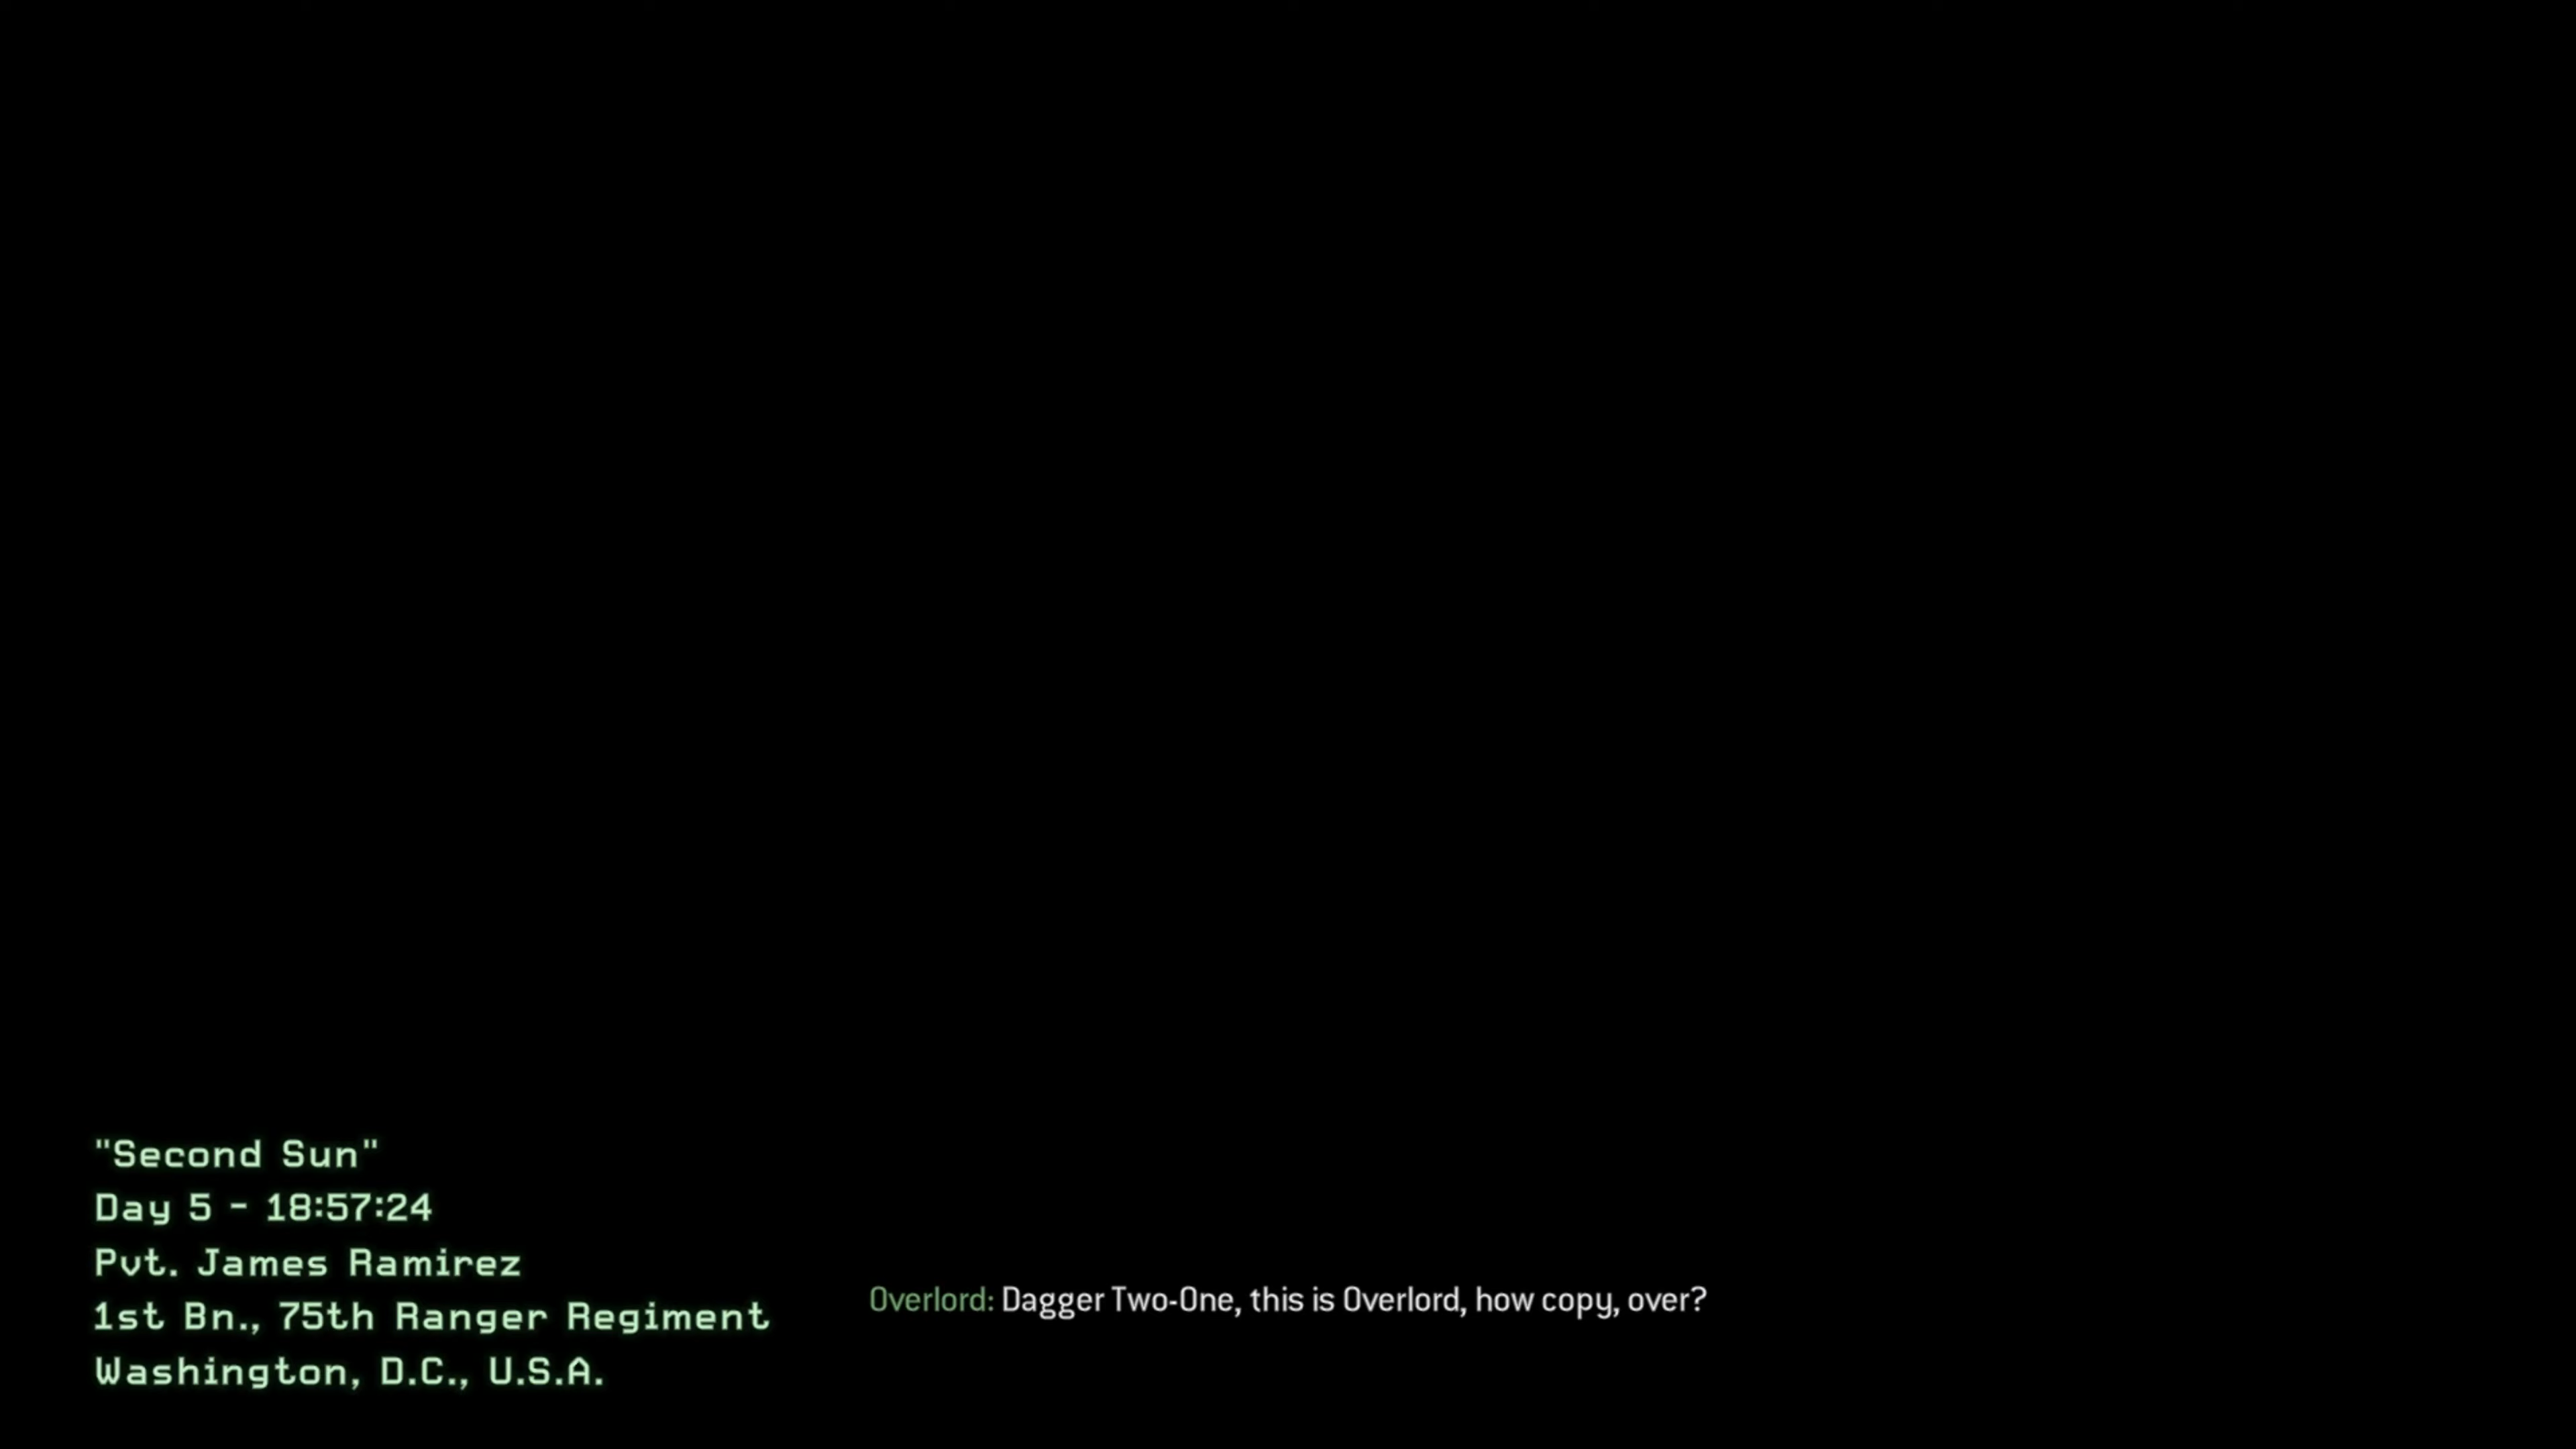 "Second Sun"
Day 5 - 18:57:24
Pvt. James Ramirez
1st Bn., 75th Ranger Regiment
Washington, D.C., U.S.A.
Overlord: Dagger Two-One, this is Overlord, how copy, over?